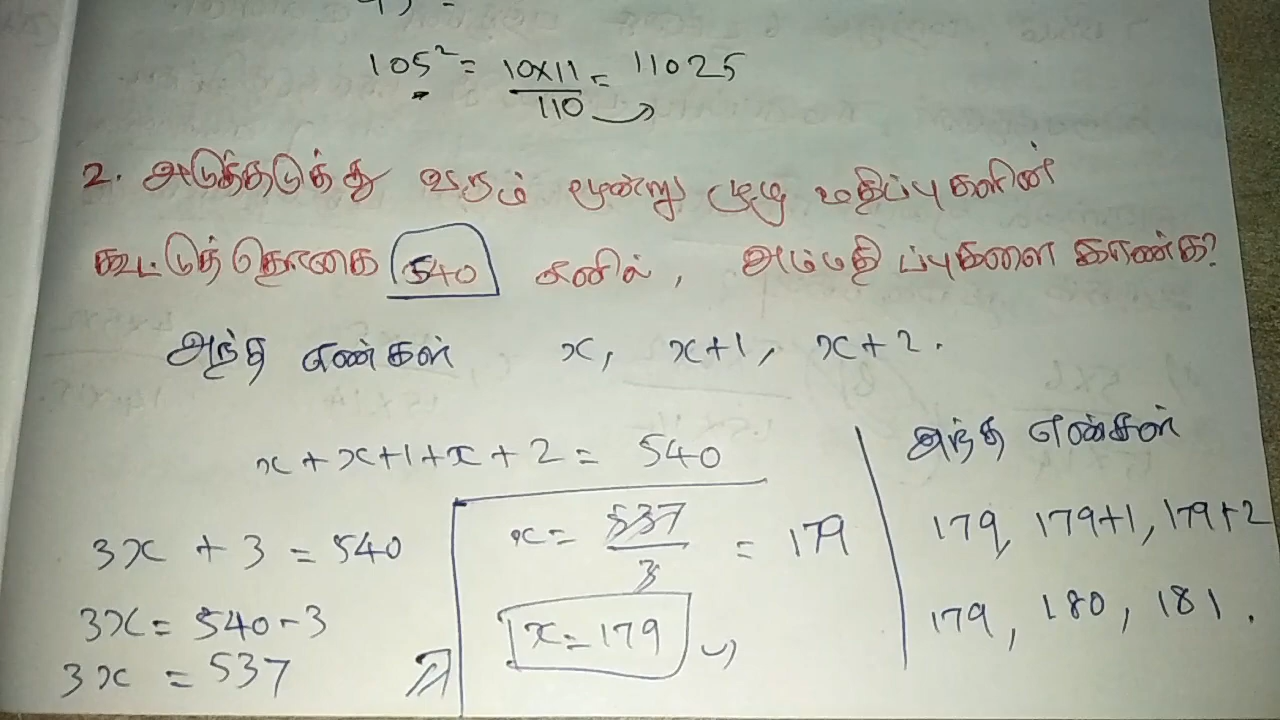 105² = 10x11 = 11025
110
2. அடுத்தடுத்து வரும் மூன்று முழு மதிப்புகளின்
கூட்டுத்தொகை 540 எனில், அம்மதிப்புகளை காண்க?
அந்த எண்கள் x, x+1, x+2.
x+x+1+x+2= 540
3x + 3 = 540
3x= 540-3
3x = 537
x= 537/3 = 179
x=179
அந்த எண்கள்
179, 179+1, 179+2
179, 180, 181.